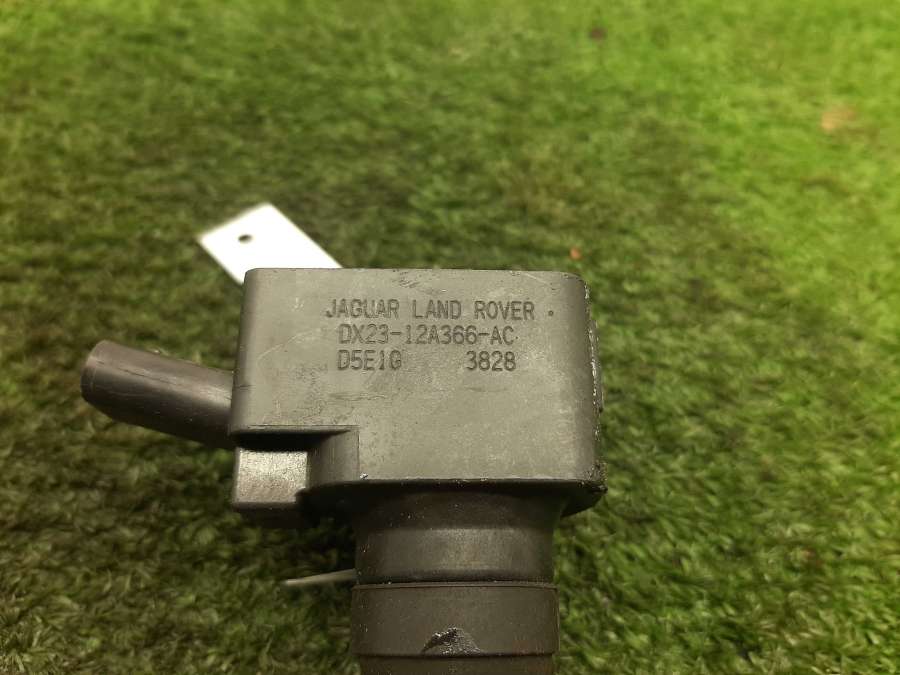 JAGUAR LAND ROVER
DX23-12A366-AC
D5E1G 3828